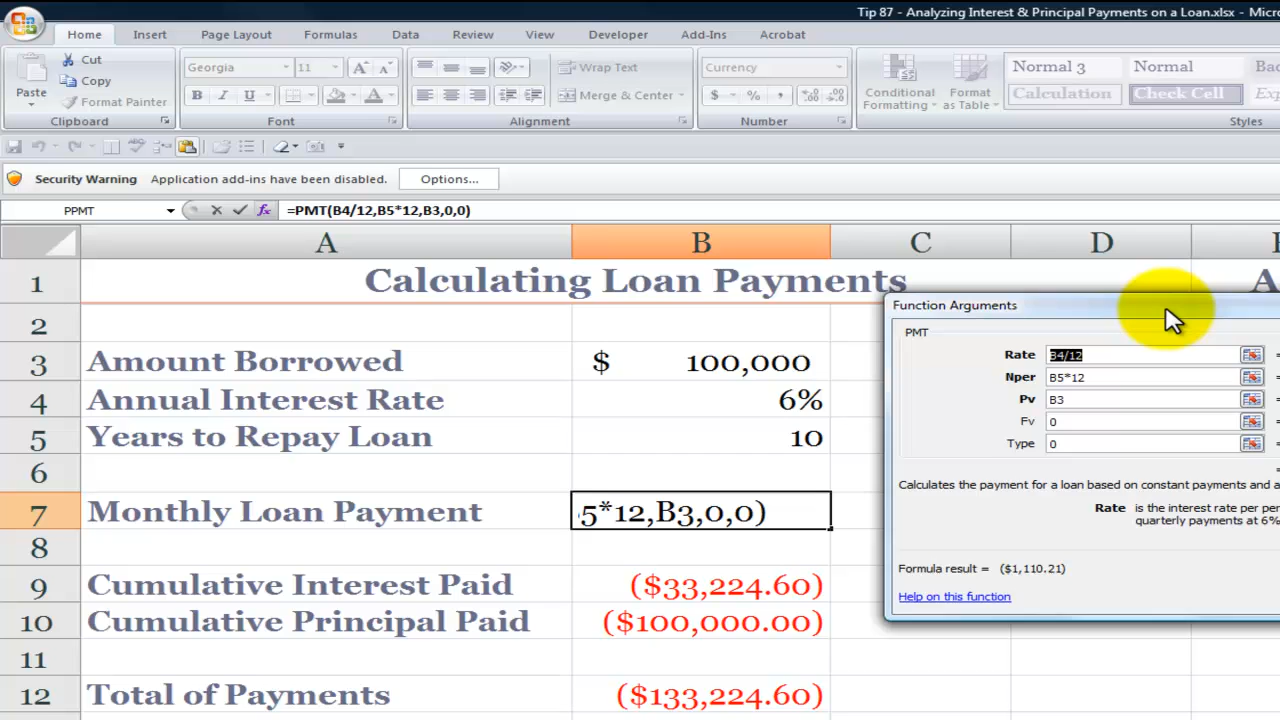 Tip 87 - Analyzing Interest & Principal Payments on a Loan.xlsx - Micro
Home Insert Page Layout Formulas Data Review View Developer Add-Ins Acrobat
Paste
Cut
Copy
Format Painter
Clipboard
Georgia 11
B I U
Font
Wrap Text
Merge & Center
Alignment
Currency
$ % ,
Number
Conditional Formatting
Format as Table
Normal 3 Normal
Calculation Check Cell
Styles
Security Warning Application add-ins have been disabled. Options...
PPMT fx =PMT(B4/12,B5*12,B3,0,0)
A B C D
1 Calculating Loan Payments A
2
3 Amount Borrowed $ 100,000
4 Annual Interest Rate 6%
5 Years to Repay Loan 10
6
7 Monthly Loan Payment 5*12,B3,0,0)
8
9 Cumulative Interest Paid ($33,224.60)
10 Cumulative Principal Paid ($100,000.00)
11
12 Total of Payments ($133,224.60)
Function Arguments
PMT
Rate B4/12 =
Nper B5*12 =
Pv B3 =
Fv 0 =
Type 0 =
=
Calculates the payment for a loan based on constant payments and a
Rate is the interest rate per per
quarterly payments at 6%
Formula result = ($1,110.21)
Help on this function